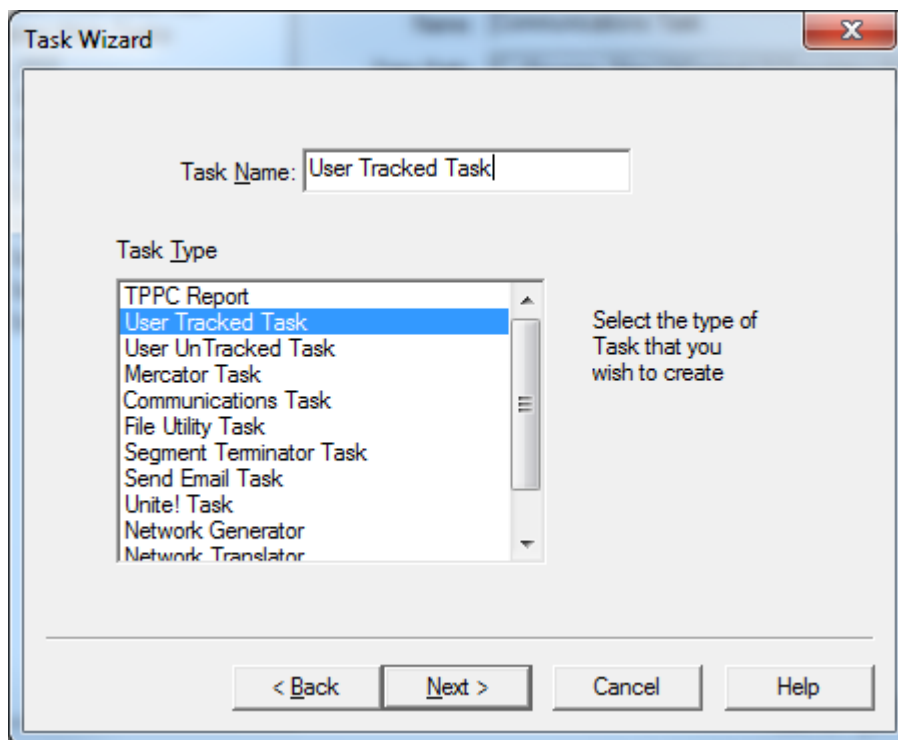 Task Wizard
Task Name: User Tracked Task
Task Type
TPPC Report
User Tracked Task
User UnTracked Task
Mercator Task
Communications Task
File Utility Task
Segment Terminator Task
Send Email Task
Unite! Task
Network Generator
Network Translator
Select the type of
Task that you
wish to create
< Back
Next >
Cancel
Help